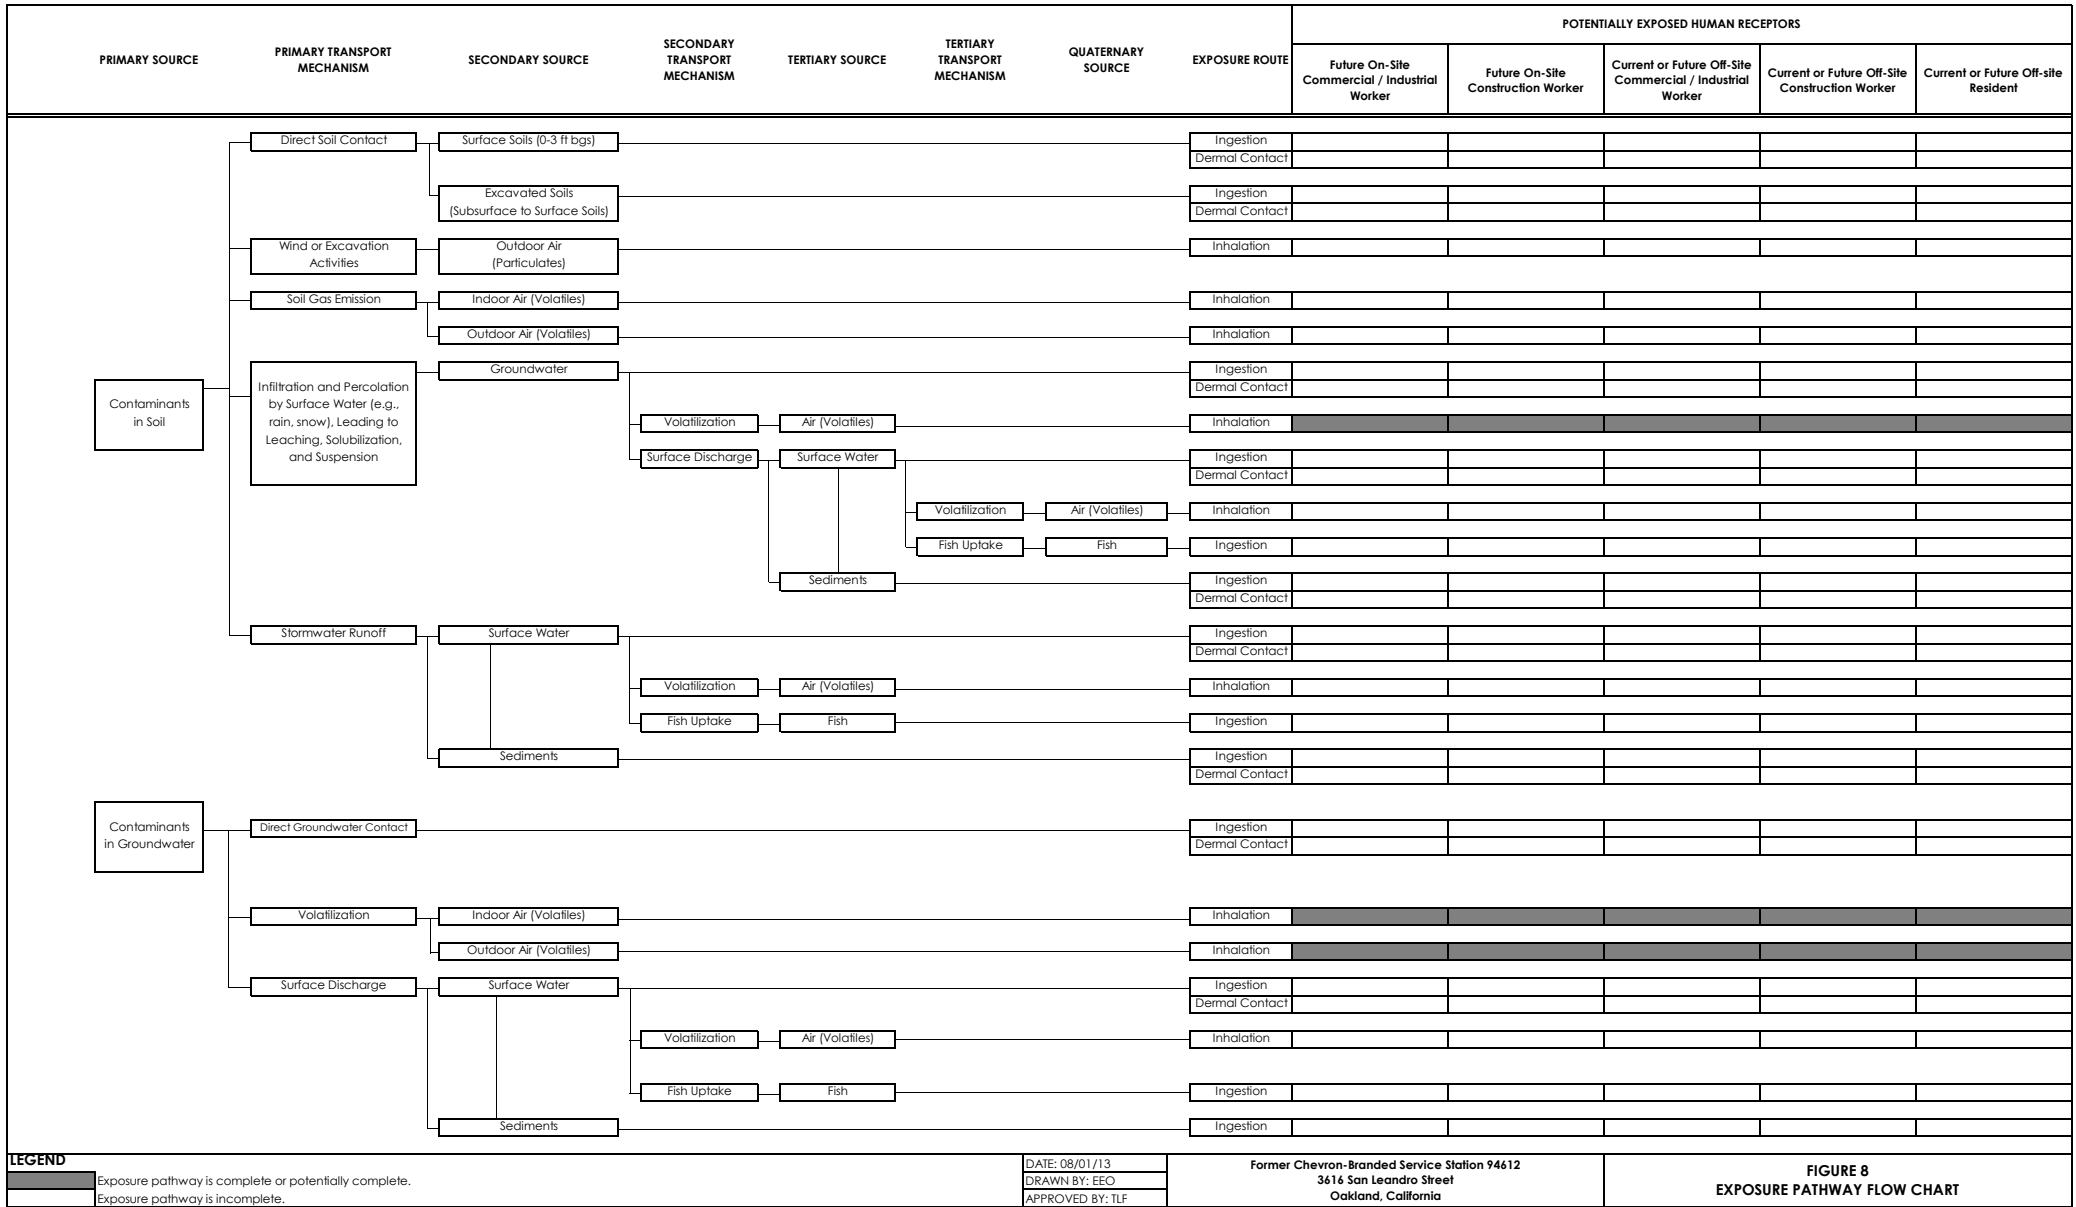 POTENTIALLY EXPOSED HUMAN RECEPTORS
PRIMARY SOURCE
PRIMARY TRANSPORT
MECHANISM
SECONDARY SOURCE
SECONDARY
TRANSPORT
MECHANISM
TERTIARY SOURCE
TERTIARY
TRANSPORT
MECHANISM
QUATERNARY
SOURCE
EXPOSURE ROUTE
Future On-Site
Commercial / Industrial
Worker
Future On-Site
Construction Worker
Current or Future Off-Site
Commercial / Industrial
Worker
Current or Future Off-Site
Construction Worker
Current or Future Off-site
Resident
Direct Soil Contact
Surface Soils (0-3 ft bgs)
Ingestion
Dermal Contact
Excavated Soils
(Subsurface to Surface Soils)
Ingestion
Dermal Contact
Wind or Excavation
Activities
Outdoor Air
(Particulates)
Inhalation
Soil Gas Emission
Indoor Air (Volatiles)
Inhalation
Outdoor Air (Volatiles)
Inhalation
Contaminants
in Soil
Infiltration and Percolation
by Surface Water (e.g.,
rain, snow), Leading to
Leaching, Solubilization,
and Suspension
Groundwater
Ingestion
Dermal Contact
Volatilization
Air (Volatiles)
Inhalation
Surface Discharge
Surface Water
Ingestion
Dermal Contact
Volatilization
Air (Volatiles)
Inhalation
Fish Uptake
Fish
Ingestion
Sediments
Ingestion
Dermal Contact
Stormwater Runoff
Surface Water
Ingestion
Dermal Contact
Volatilization
Air (Volatiles)
Inhalation
Fish Uptake
Fish
Ingestion
Sediments
Ingestion
Dermal Contact
Contaminants
in Groundwater
Direct Groundwater Contact
Ingestion
Dermal Contact
Volatilization
Indoor Air (Volatiles)
Inhalation
Outdoor Air (Volatiles)
Inhalation
Surface Discharge
Surface Water
Ingestion
Dermal Contact
Volatilization
Air (Volatiles)
Inhalation
Fish Uptake
Fish
Ingestion
Sediments
Ingestion
LEGEND
Exposure pathway is complete or potentially complete.
Exposure pathway is incomplete.
DATE: 08/01/13
DRAWN BY: EEO
APPROVED BY: TLF
Former Chevron-Branded Service Station 94612
3616 San Leandro Street
Oakland, California
FIGURE 8
EXPOSURE PATHWAY FLOW CHART